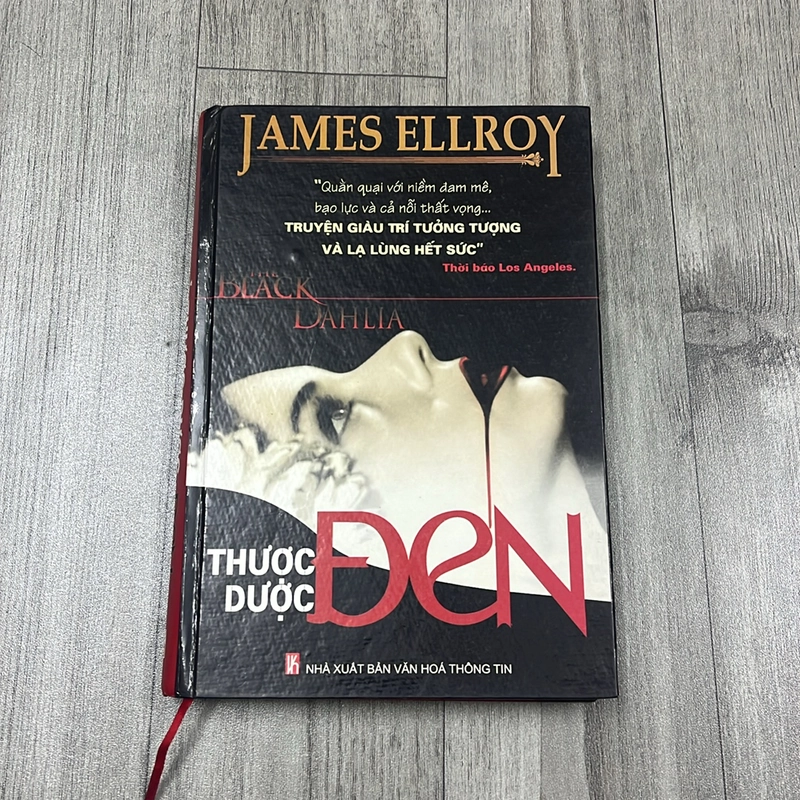 JAMES ELLROY
"Quằn quại với niềm đam mê,
bạo lực và cả nỗi thất vọng...
TRUYỆN GIÀU TRÍ TƯỞNG TƯỢNG
VÀ LẠ LÙNG HẾT SỨC"
Thời báo Los Angeles.
THE
BLACK
DAHLIA
THƯỢC
DƯỢC
ĐEN
VK NHÀ XUẤT BẢN VĂN HOÁ THÔNG TIN